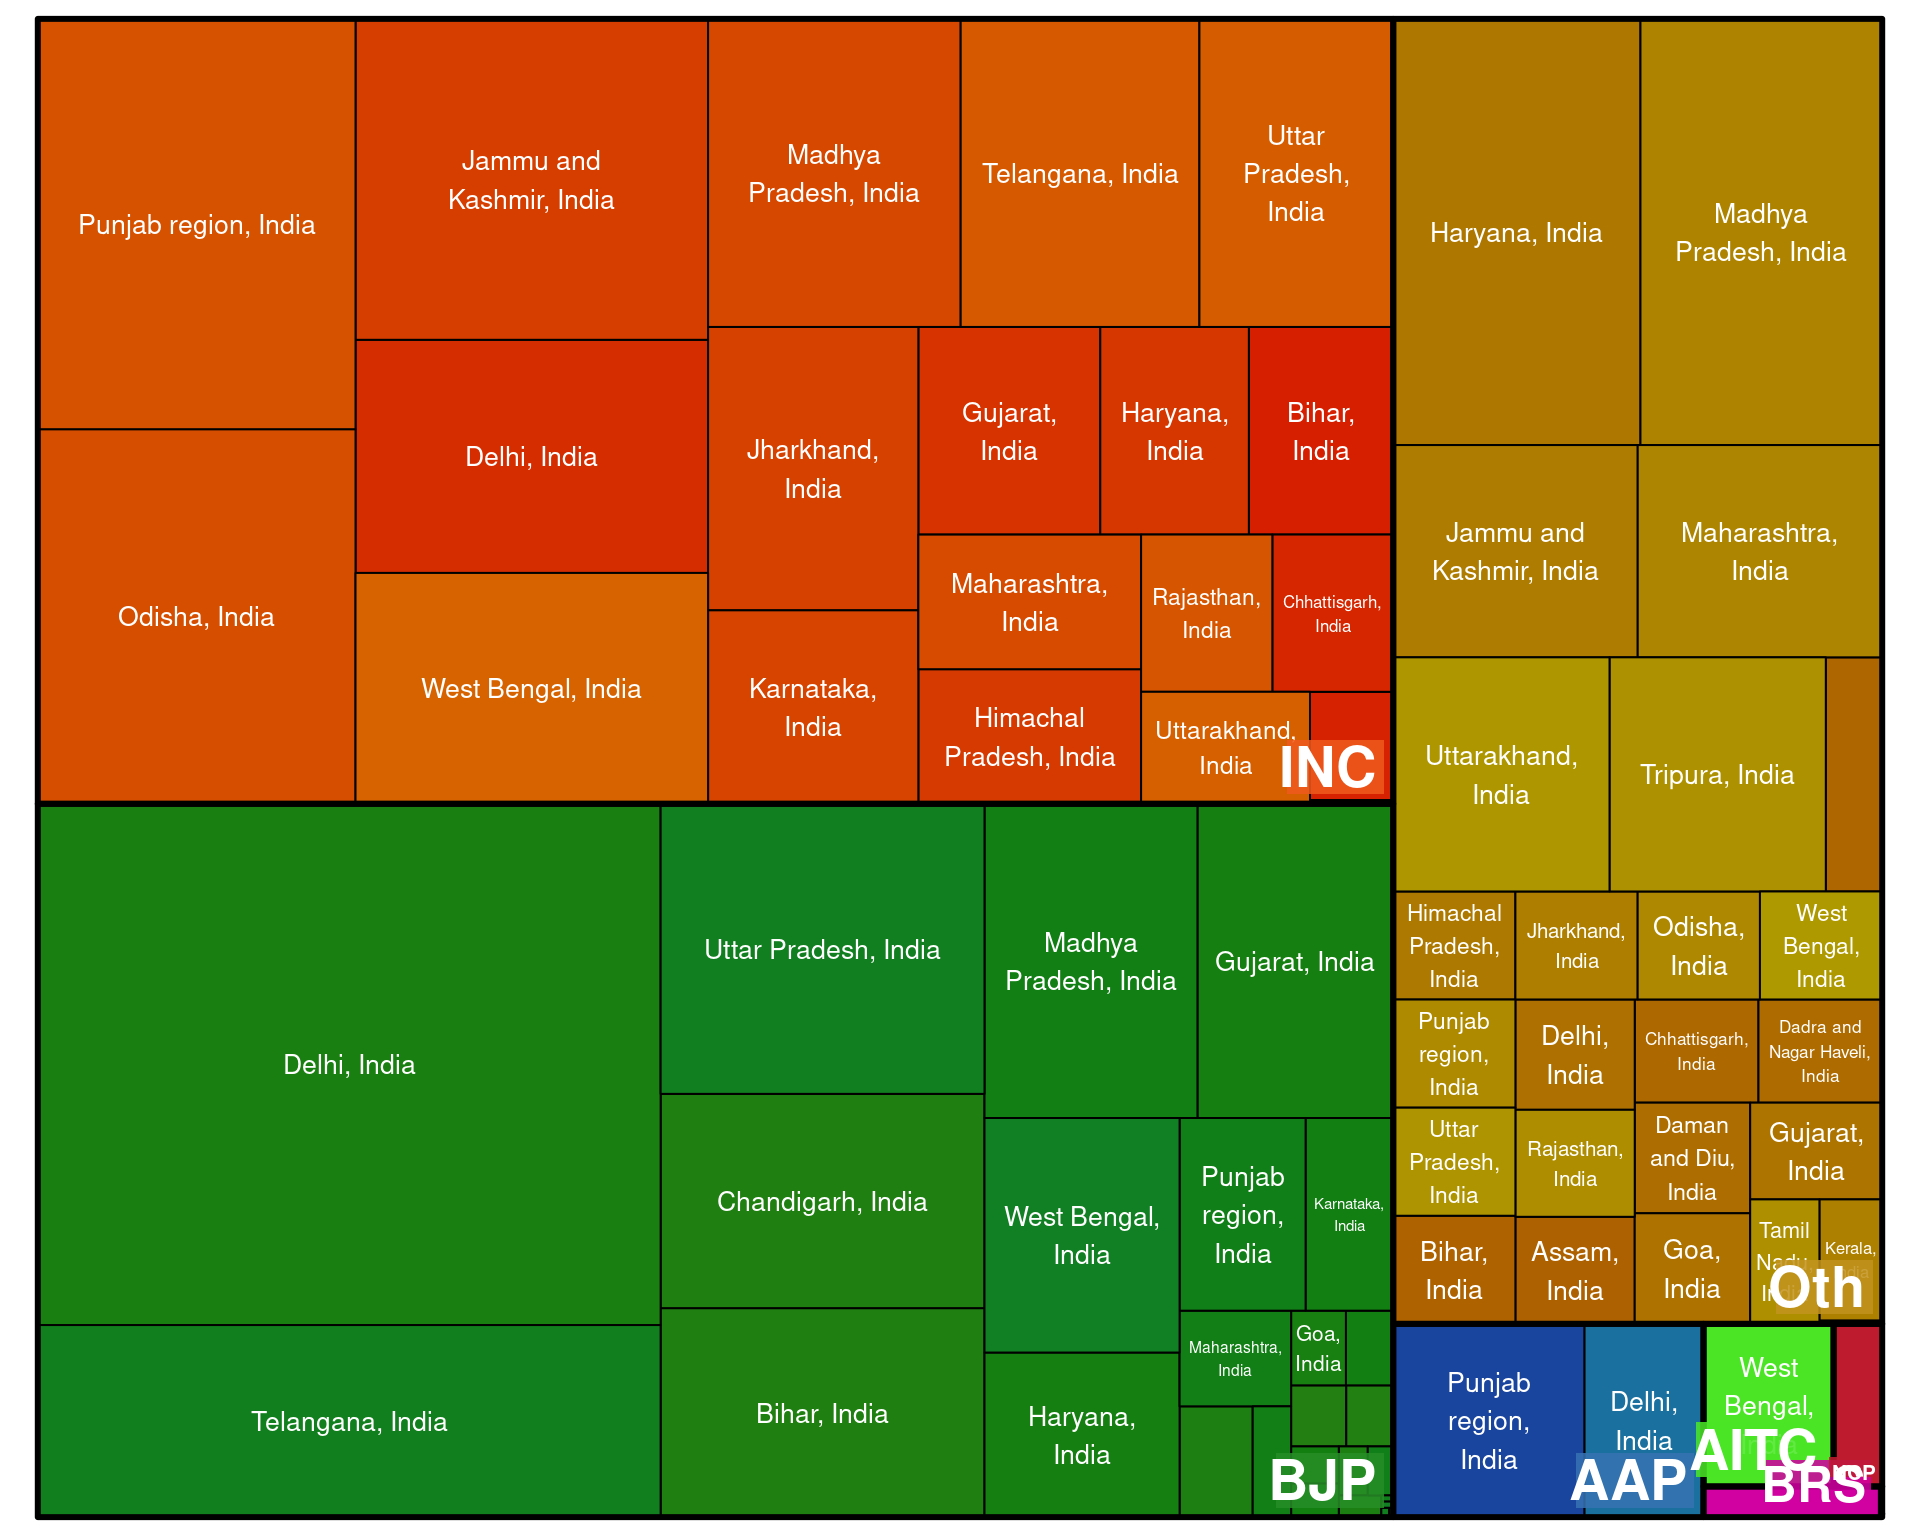 Punjab region, India
Jammu and
Kashmir, India
Madhya
Pradesh, India
Telangana, India
Uttar
Pradesh,
India
Odisha, India
Delhi, India
West Bengal, India
Jharkhand,
India
Gujarat,
India
Haryana,
India
Bihar,
India
Karnataka,
India
Maharashtra,
India
Rajasthan,
India
Chhattisgarh,
India
Himachal
Pradesh, India
Uttarakhand,
India
INC
Delhi, India
Telangana, India
Uttar Pradesh, India
Chandigarh, India
Bihar, India
Madhya
Pradesh, India
Gujarat, India
West Bengal,
India
Punjab
region,
India
Karnataka,
India
Haryana,
India
Maharashtra,
India
Goa,
India
BJP
Haryana, India
Madhya
Pradesh, India
Jammu and
Kashmir, India
Maharashtra,
India
Uttarakhand,
India
Tripura, India
Himachal
Pradesh,
India
Jharkhand,
India
Odisha,
India
West
Bengal,
India
Punjab
region,
India
Delhi,
India
Chhattisgarh,
India
Dadra and
Nagar Haveli,
India
Uttar
Pradesh,
India
Rajasthan,
India
Daman
and Diu,
India
Gujarat,
India
Bihar,
India
Assam,
India
Goa,
India
Tamil
Nadu,
India
Kerala,
India
Oth
Punjab
region,
India
Delhi,
India
AAP
West
Bengal,
India
AITC
BRS